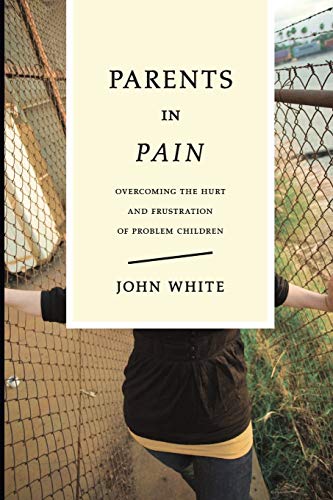 PARENTS
IN
PAIN
OVERCOMING THE HURT
AND FRUSTRATION
OF PROBLEM CHILDREN
JOHN WHITE